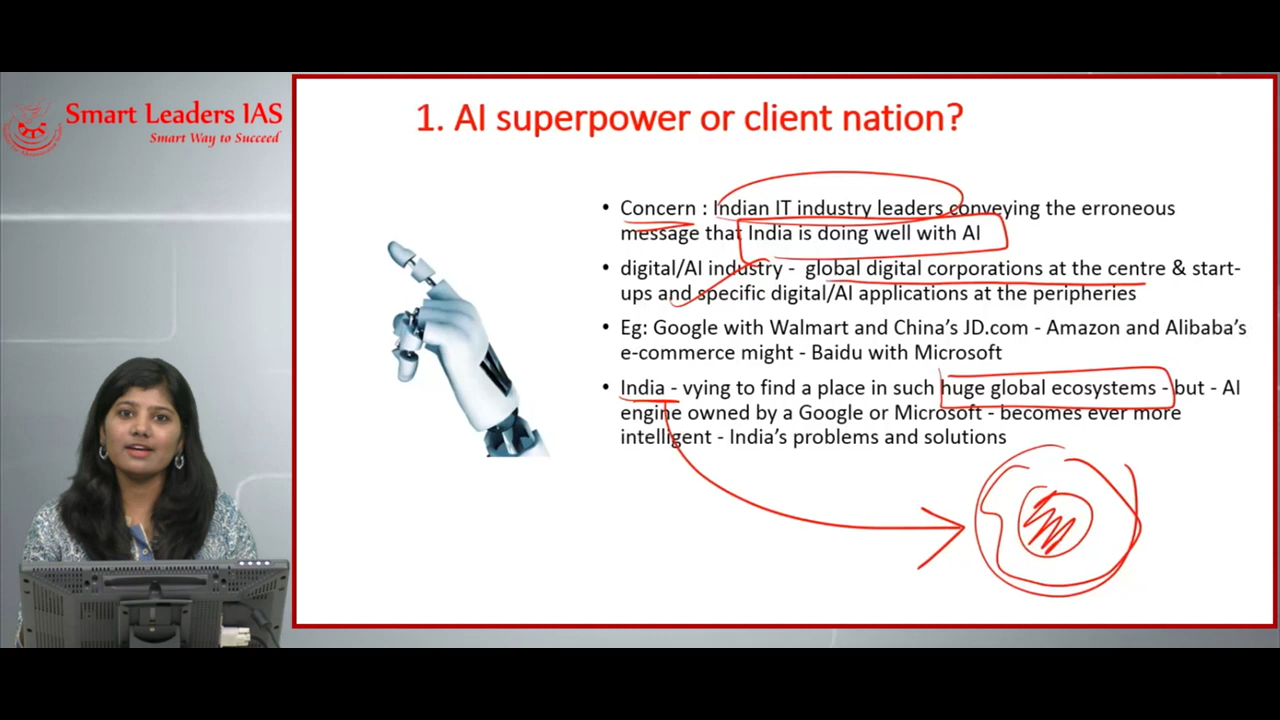 Smart Leaders IAS
Smart Way to Succeed
1. AI superpower or client nation?
• Concern : Indian IT industry leaders conveying the erroneous
message that India is doing well with AI
• digital/AI industry - global digital corporations at the centre & start-
ups and specific digital/AI applications at the peripheries
• Eg: Google with Walmart and China’s JD.com - Amazon and Alibaba’s
e-commerce might - Baidu with Microsoft
• India - vying to find a place in such huge global ecosystems - but - AI
engine owned by a Google or Microsoft - becomes ever more
intelligent - India’s problems and solutions